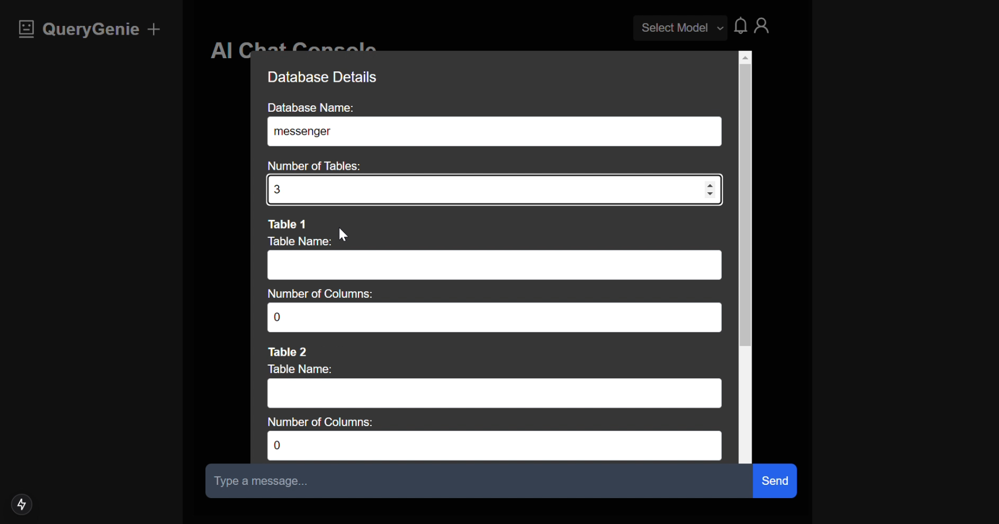 QueryGenie
Select Model
AI Chat Console
Database Details
Database Name:
messenger
Number of Tables:
3
Table 1
Table Name:
Number of Columns:
0
Table 2
Table Name:
Number of Columns:
0
Type a message...
Send